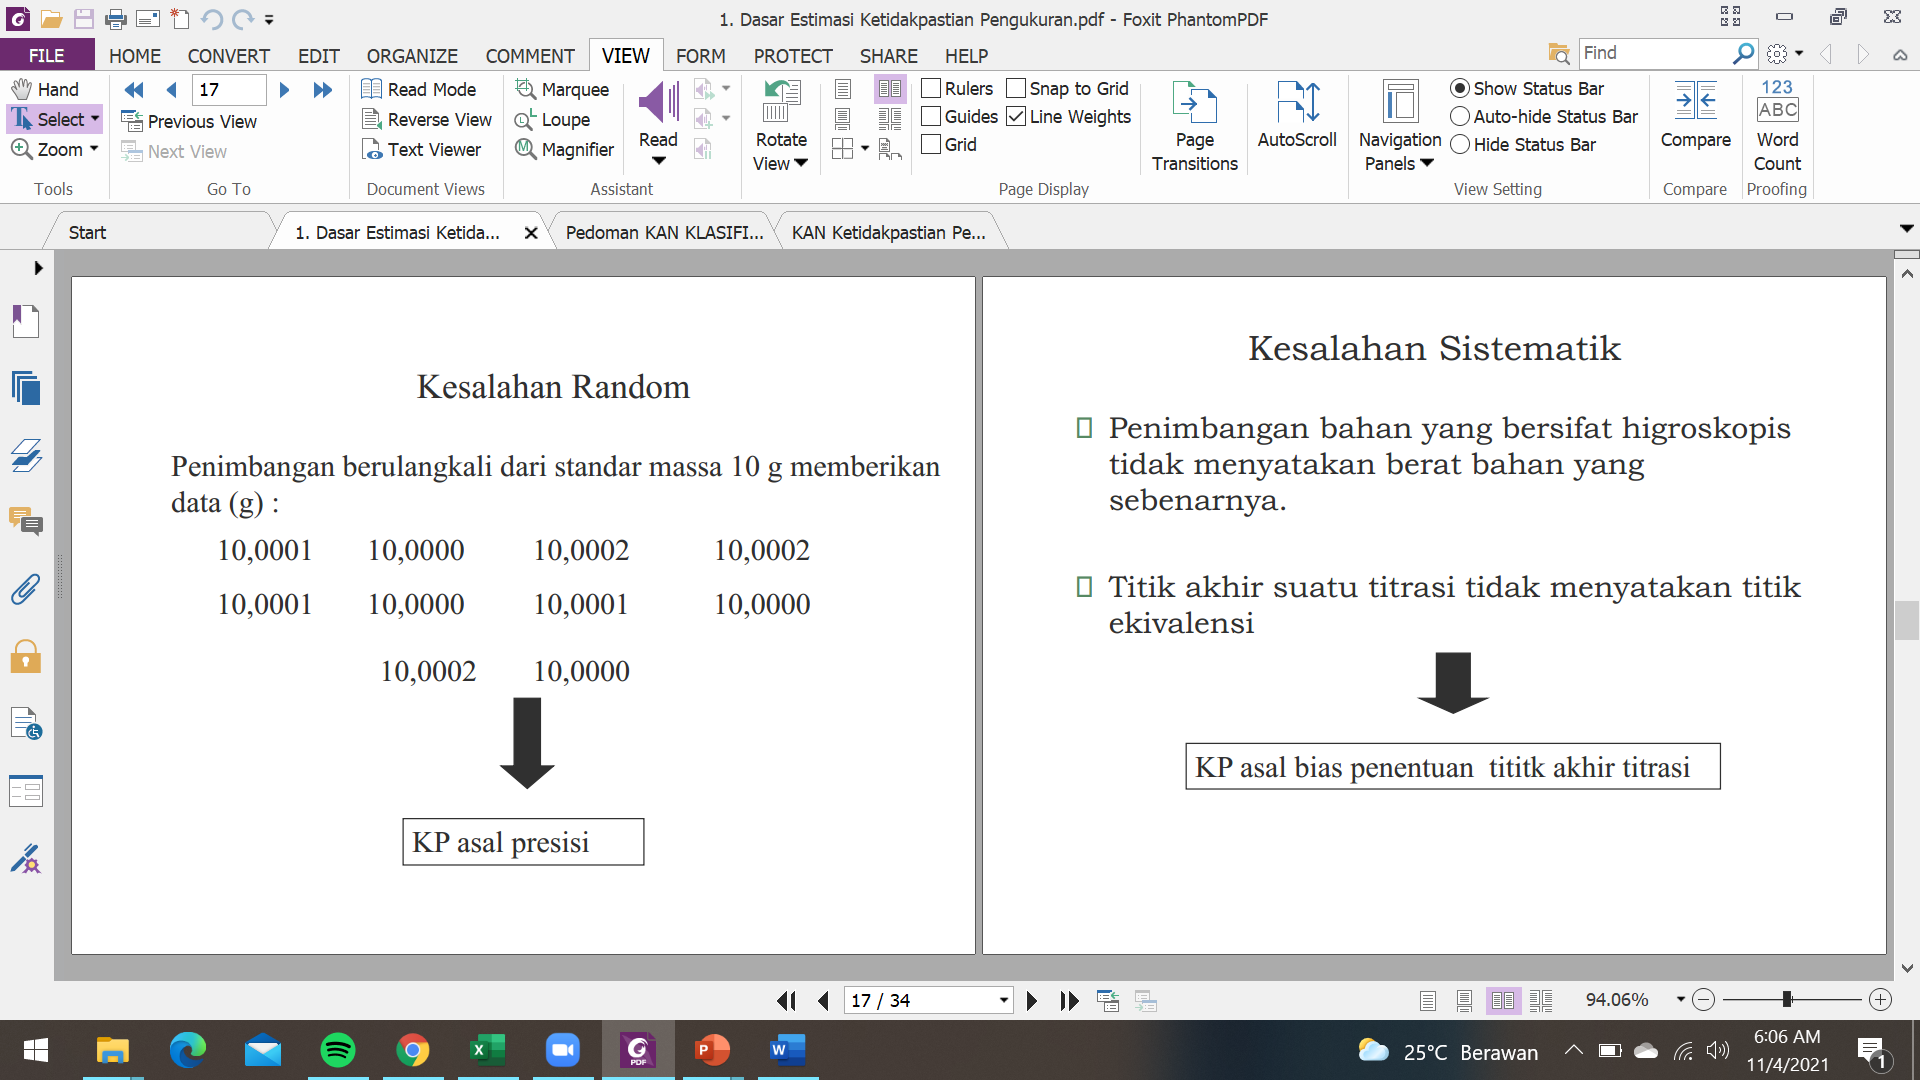 1. Dasar Estimasi Ketidakpastian Pengukuran.pdf - Foxit PhantomPDF
FILE HOME CONVERT EDIT ORGANIZE COMMENT VIEW FORM PROTECT SHARE HELP Find
Hand
Select
Zoom
Tools
17
Previous View
Next View
Go To
Read Mode
Reverse View
Text Viewer
Document Views
Marquee
Loupe
Magnifier
Read
Assistant
Rotate
View
Rulers Snap to Grid
Guides Line Weights
Grid
Page Display
Page
Transitions
AutoScroll
Navigation
Panels
Show Status Bar
Auto-hide Status Bar
Hide Status Bar
View Setting
Compare
Compare
123
ABC
Word
Count
Proofing
Start 1. Dasar Estimasi Ketida... Pedoman KAN KLASIFI... KAN Ketidakpastian Pe...
Kesalahan Random
Penimbangan berulangkali dari standar massa 10 g memberikan
data (g) :
10,0001 10,0000 10,0002 10,0002
10,0001 10,0000 10,0001 10,0000
10,0002 10,0000
KP asal presisi
Kesalahan Sistematik
Penimbangan bahan yang bersifat higroskopis
tidak menyatakan berat bahan yang
sebenarnya.
Titik akhir suatu titrasi tidak menyatakan titik
ekivalensi
KP asal bias penentuan tititk akhir titrasi
17 / 34
94.06%
25°C Berawan
6:06 AM
11/4/2021
1